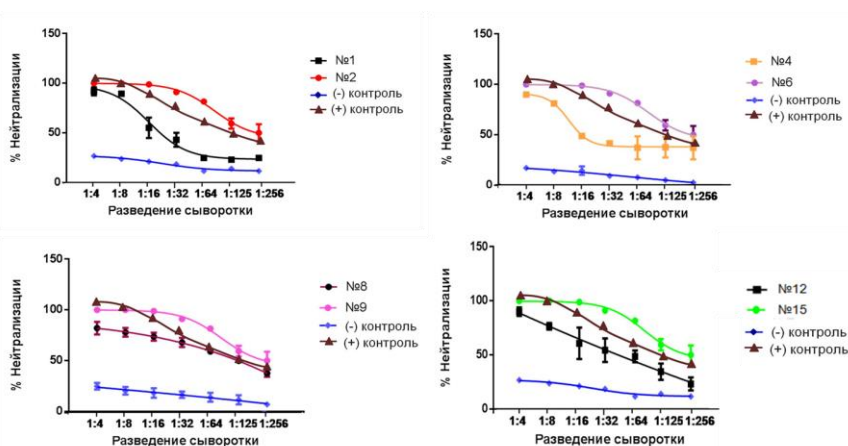 150
100
50
0
% Нейтрализации
1:4 1:8 1:16 1:32 1:64 1:125 1:256
Разведение сыворотки
№1
№2
(-) контроль
(+) контроль
150
100
50
0
% Нейтрализации
1:4 1:8 1:16 1:32 1:64 1:125 1:256
Разведение сыворотки
№4
№6
(-) контроль
(+) контроль
150
100
50
0
% Нейтрализации
1:4 1:8 1:16 1:32 1:64 1:125 1:256
Разведение сыворотки
№8
№9
(-) контроль
(+) контроль
150
100
50
0
% Нейтрализации
1:4 1:8 1:16 1:32 1:64 1:125 1:256
Разведение сыворотки
№12
№15
(-) контроль
(+) контроль